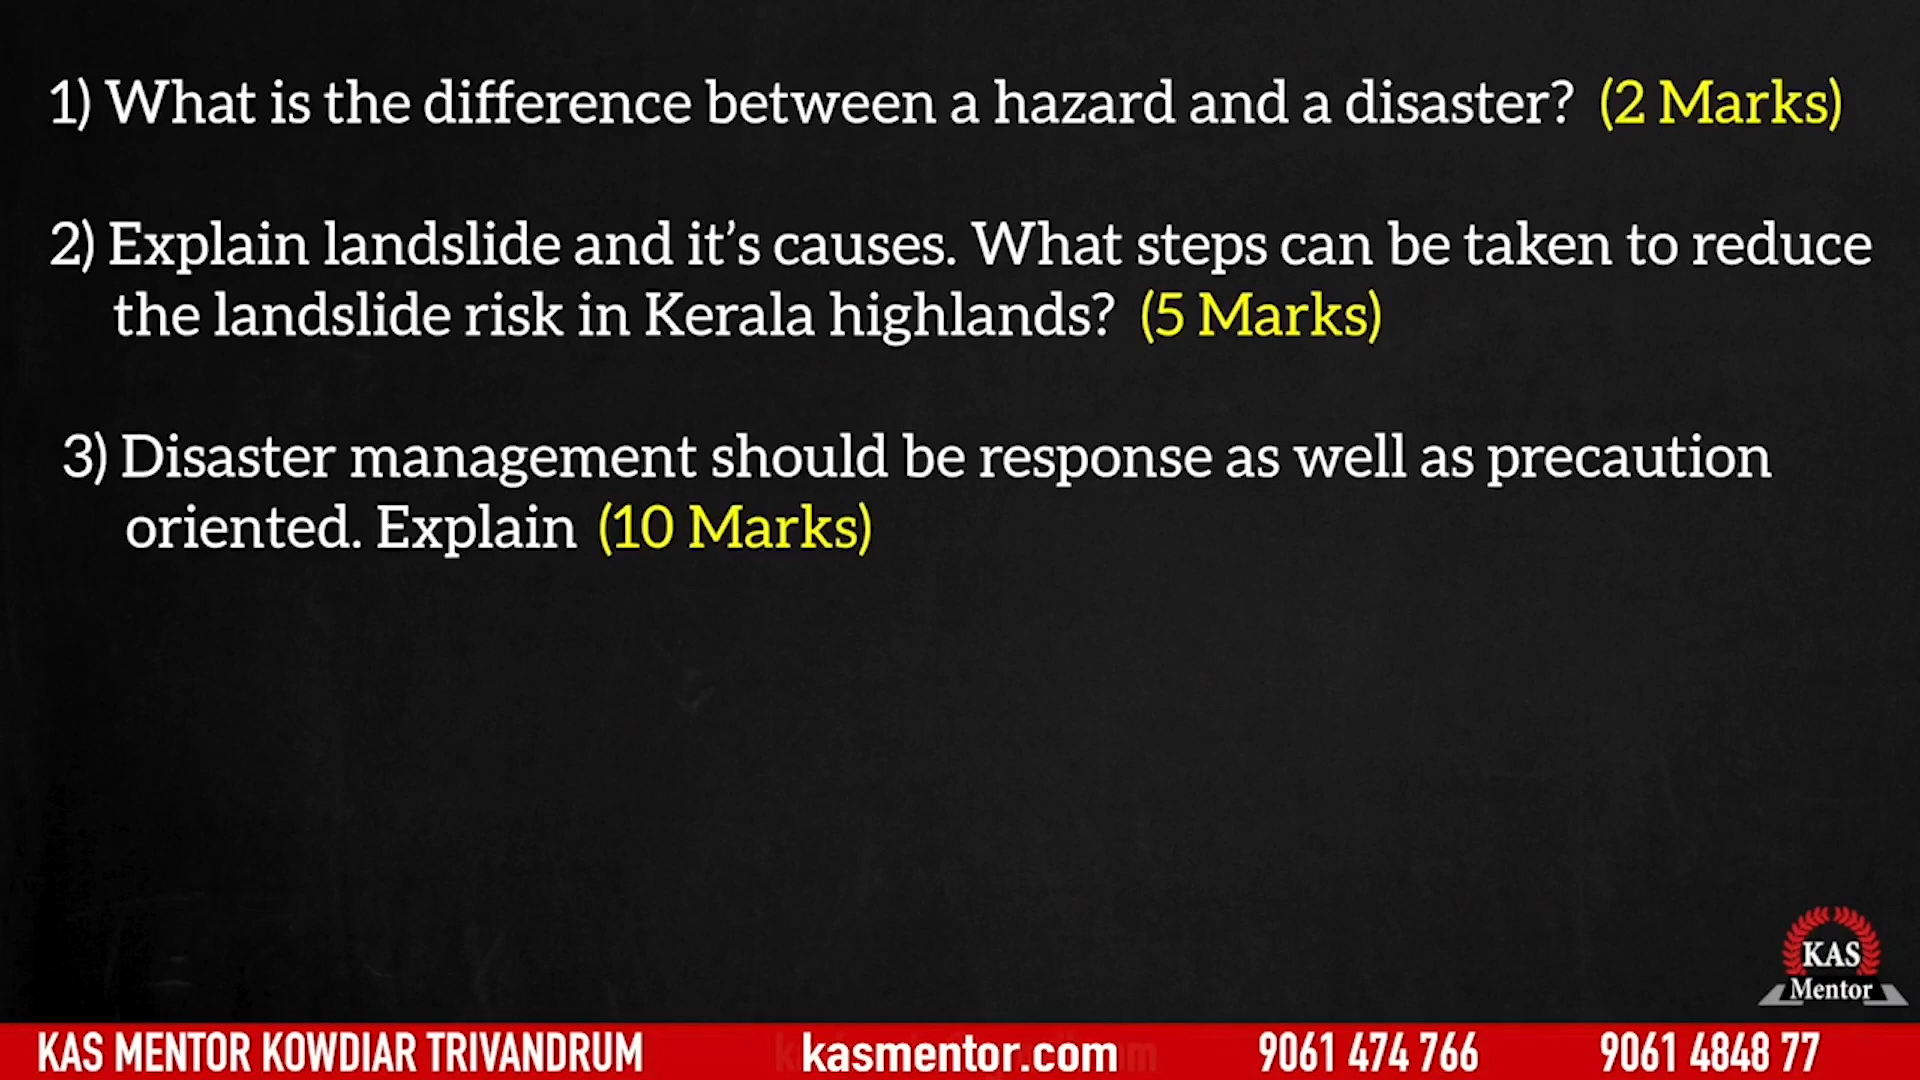 1) What is the difference between a hazard and a disaster? (2 Marks)
2) Explain landslide and it's causes. What steps can be taken to reduce
the landslide risk in Kerala highlands? (5 Marks)
3) Disaster management should be response as well as precaution
oriented. Explain (10 Marks)
KAS
Mentor
KAS MENTOR KOWDIAR TRIVANDRUM kasmentor.com 9061 474 766 9061 4848 77